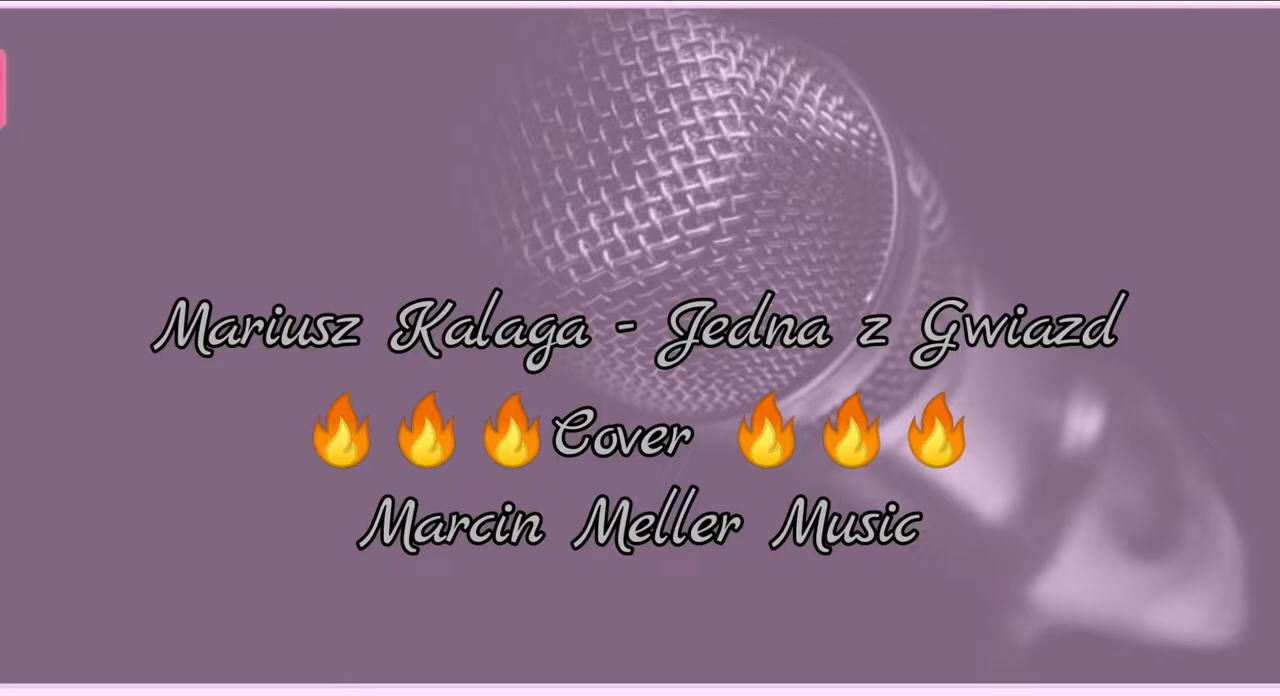 Mariusz Kalaga - Jedna z Gwiazd
🔥🔥🔥Cover 🔥🔥🔥
Marcin Meller Music